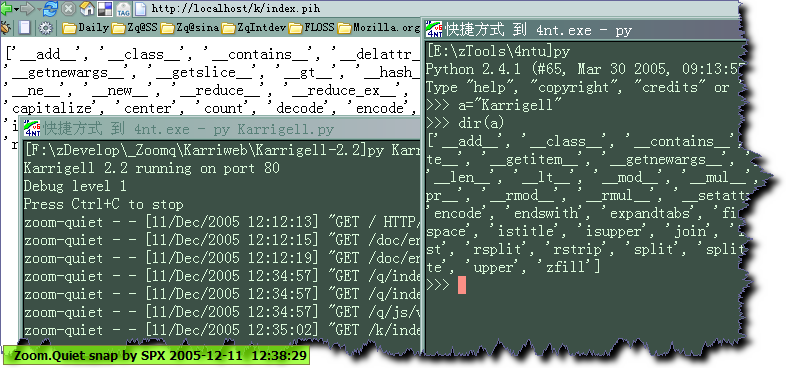 http://localhost/k/index.pih
Daily Zq@SS Zq@sina ZqIntdev FLOSS Mozilla.org
['__add__', '__class__', '__contains__', '__delattr_
'__getnewargs__', '__getslice__', '__gt__', '__hash_
'__ne__', '__new__', '__reduce__', '__reduce_ex__',
'capitalize', 'center', 'count', 'decode', 'encode',
快捷方式 到 4nt.exe - py Karrigell.py
[F:\zDevelop\_Zoomq\Karriweb\Karrigell-2.2]py Karr
Karrigell 2.2 running on port 80
Debug level 1
Press Ctrl+C to stop
zoom-quiet - - [11/Dec/2005 12:12:13] "GET / HTTP/
zoom-quiet - - [11/Dec/2005 12:12:15] "GET /doc/en
zoom-quiet - - [11/Dec/2005 12:12:19] "GET /doc/en
zoom-quiet - - [11/Dec/2005 12:34:57] "GET /q/inde
zoom-quiet - - [11/Dec/2005 12:34:57] "GET /q/inde
zoom-quiet - - [11/Dec/2005 12:34:57] "GET /q/js/v
zoom-quiet - - [11/Dec/2005 12:35:02] "GET /k/inde
快捷方式 到 4nt.exe - py
[E:\zTools\4ntu]py
Python 2.4.1 (#65, Mar 30 2005, 09:13:57
Type "help", "copyright", "credits" or
>>> a="Karrigell"
>>> dir(a)
['__add__', '__class__', '__contains__',
te__', '__getitem__', '__getnewargs__',
'__len__', '__lt__', '__mod__', '__mul__
pr__', '__rmod__', '__rmul__', '__setatt
'encode', 'endswith', 'expandtabs', 'fi
space', 'istitle', 'isupper', 'join', 'l
st', 'rsplit', 'rstrip', 'split', 'split
te', 'upper', 'zfill']
>>>
Zoom.Quiet snap by SPX 2005-12-11 12:38:29